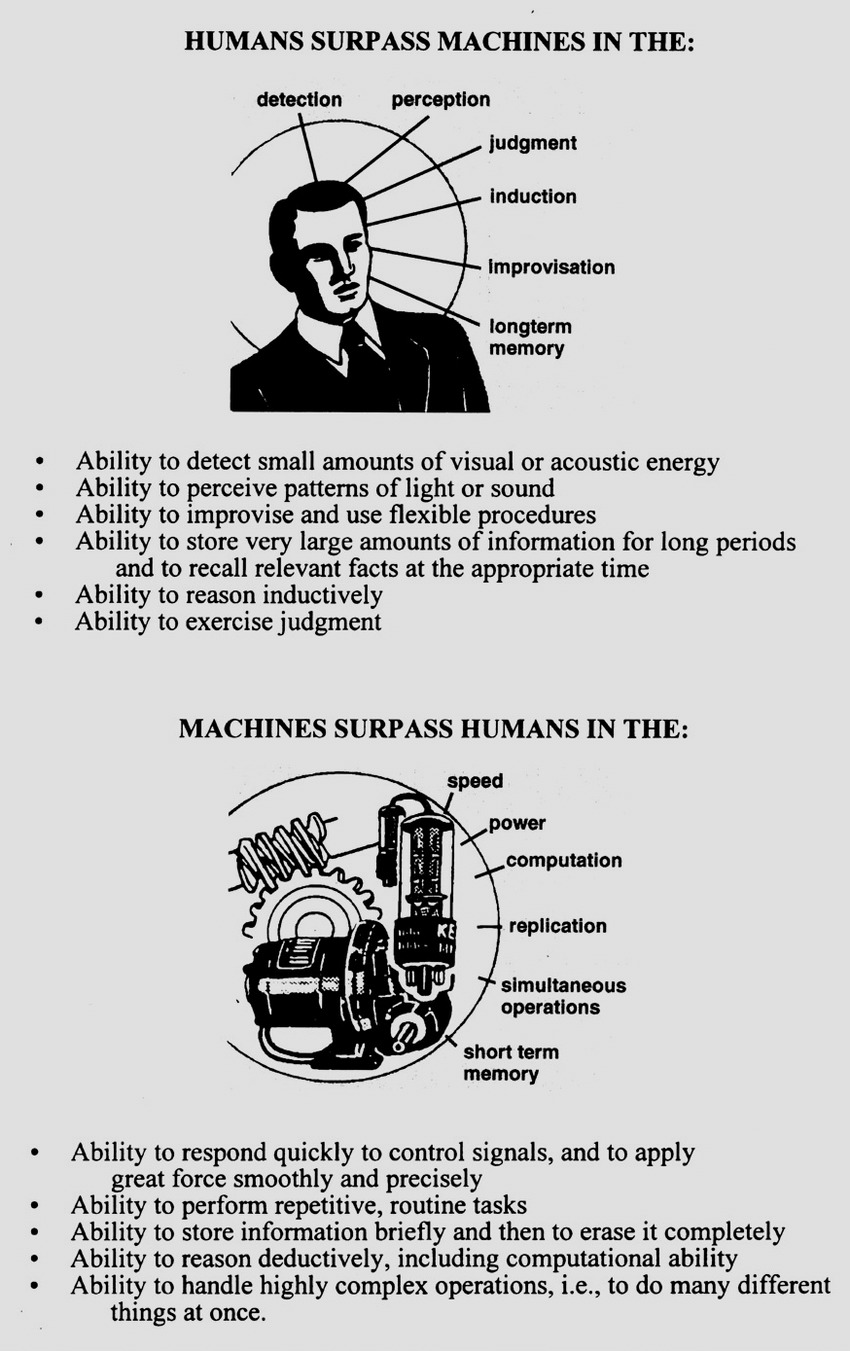 HUMANS SURPASS MACHINES IN THE:
detection
perception
judgment
induction
improvisation
longterm
memory
• Ability to detect small amounts of visual or acoustic energy
• Ability to perceive patterns of light or sound
• Ability to improvise and use flexible procedures
• Ability to store very large amounts of information for long periods
and to recall relevant facts at the appropriate time
• Ability to reason inductively
• Ability to exercise judgment
MACHINES SURPASS HUMANS IN THE:
speed
power
computation
KE
replication
simultaneous
operations
short term
memory
• Ability to respond quickly to control signals, and to apply
great force smoothly and precisely
• Ability to perform repetitive, routine tasks
• Ability to store information briefly and then to erase it completely
• Ability to reason deductively, including computational ability
• Ability to handle highly complex operations, i.e., to do many different
things at once.